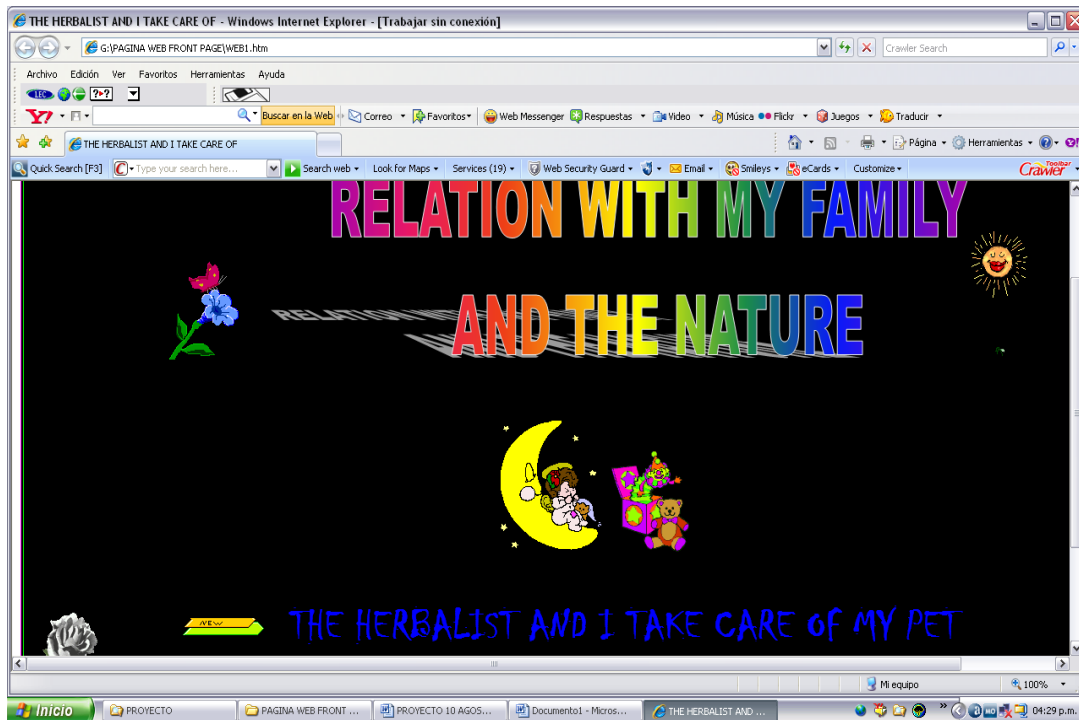 THE HERBALIST AND I TAKE CARE OF - Windows Internet Explorer - [Trabajar sin conexión]
G:\PAGINA WEB FRONT PAGE\WEB1.htm
Crawler Search
Archivo Edición Ver Favoritos Herramientas Ayuda
LEC
Y! Buscar en la Web Correo Favoritos Web Messenger Respuestas Video Música Flickr Juegos Traducir
THE HERBALIST AND I TAKE CARE OF Página Herramientas
Quick Search [F3] Type your search here... Search web Look for Maps Services (19) Web Security Guard Email Smileys eCards Customize Crawler Toolbar
RELATION WITH MY FAMILY
AND THE NATURE
NEW THE HERBALIST AND I TAKE CARE OF MY PET
Mi equipo 100%
Inicio PROYECTO PAGINA WEB FRONT ... PROYECTO 10 AGOS... Documento1 - Micros... THE HERBALIST AND ... 04:29 p.m.